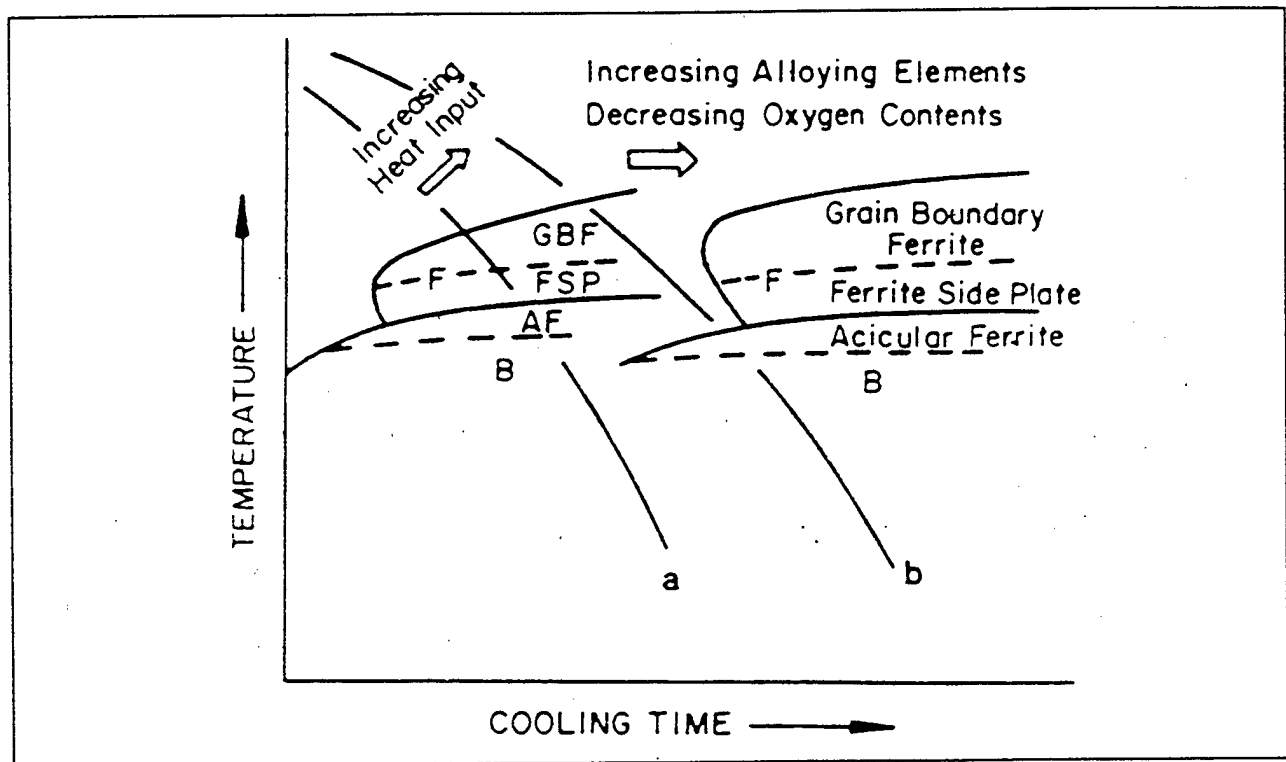 Increasing Alloying Elements
Decreasing Oxygen Contents
Increasing
Heat Input
GBF
F
FSP
AF
B
Grain Boundary
Ferrite
F
Ferrite Side Plate
Acicular Ferrite
B
a
b
TEMPERATURE
COOLING TIME